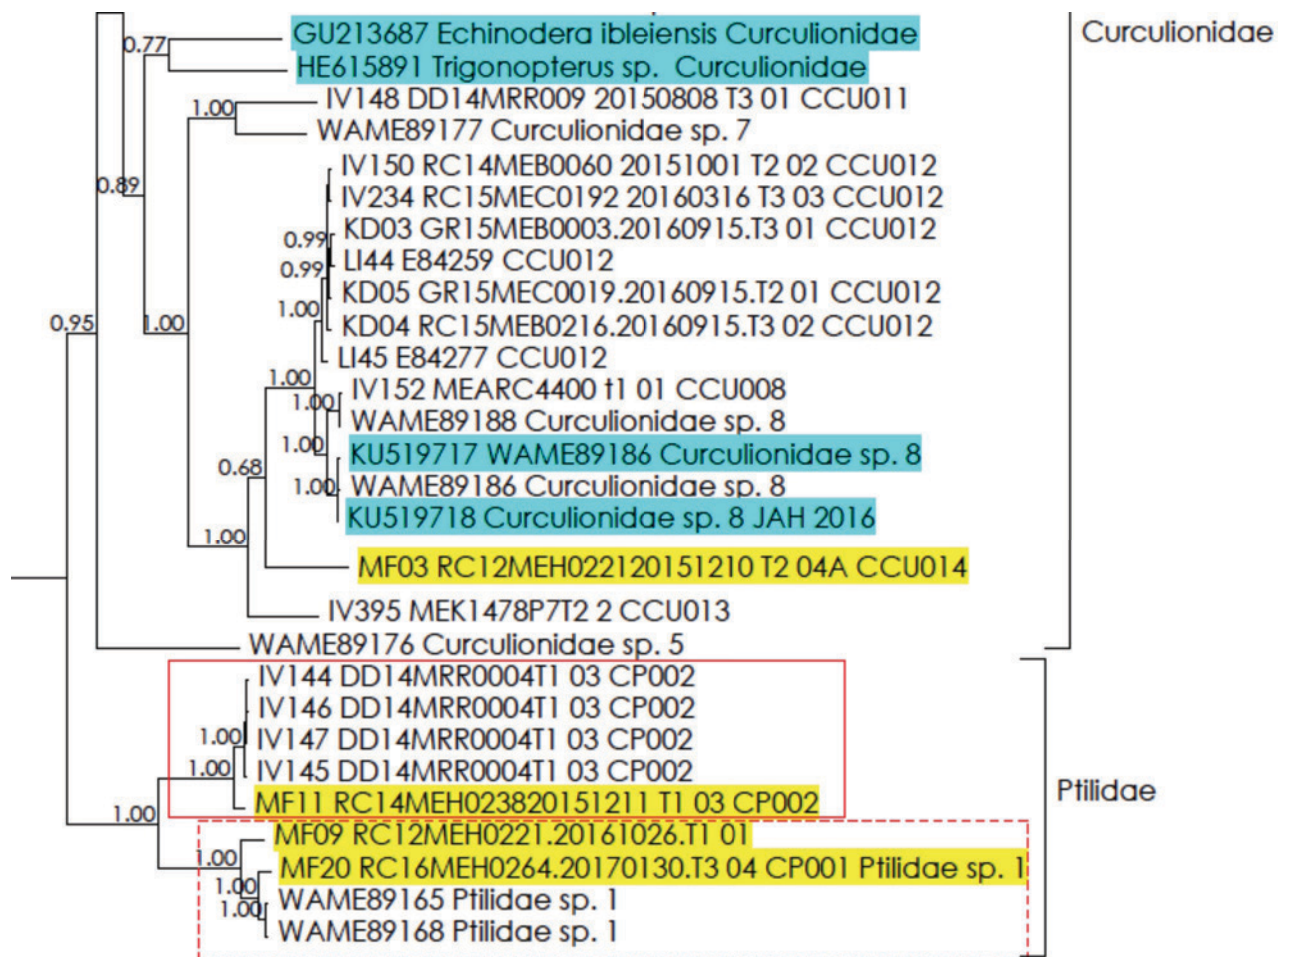 GU213687 Echinodera ibleiensis Curculionidae
Curculionidae
0.77
HE615891 Trigonopterus sp. Curculionidae
IV148 DD14MRR009 20150808 T3 01 CCU011
1.00
WAME89177 Curculionidae sp. 7
IV150 RC14MEB0060 20151001 T2 02 CCU012
0.89
IV234 RC15MEC0192 20160316 T3 03 CCU012
KD03 GR15MEB0003.20160915.T3 01 CCU012
0.99
LI44 E84259 CCU012
0.99
KD05 GR15MEC0019.20160915.T2 01 CCU012
1.00
0.95
1.00
KD04 RC15MEB0216.20160915.T3 02 CCU012
LI45 E84277 CCU012
1.00
IV152 MEARC4400 t1 01 CCU008
1.00
WAME89188 Curculionidae sp. 8
1.00
KU519717 WAME89186 Curculionidae sp. 8
0.68
1.00
WAME89186 Curculionidae sp. 8
KU519718 Curculionidae sp. 8 JAH 2016
1.00
MF03 RC12MEH022120151210 T2 04A CCU014
IV395 MEK1478P7T2 2 CCU013
WAME89176 Curculionidae sp. 5
IV144 DD14MRR0004T1 03 CP002
IV146 DD14MRR0004T1 03 CP002
1.00
IV147 DD14MRR0004T1 03 CP002
1.00
IV145 DD14MRR0004T1 03 CP002
Ptilidae
MF11 RC14MEH023820151211 T1 03 CP002
1.00
MF09 RC12MEH0221.20161026.T1 01
1.00
MF20 RC16MEH0264.20170130.T3 04 CP001 Ptilidae sp. 1
1.00
WAME89165 Ptilidae sp. 1
1.00
WAME89168 Ptilidae sp. 1